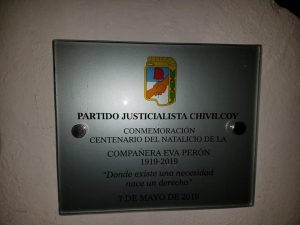 PARTIDO JUSTICIALISTA CHIVILCOY
CONMEMORACIÓN
CENTENARIO DEL NATALICIO DE LA
COMPAÑERA EVA PERÓN
1919-2019
"Donde existe una necesidad
nace un derecho"
7 DE MAYO DE 2019